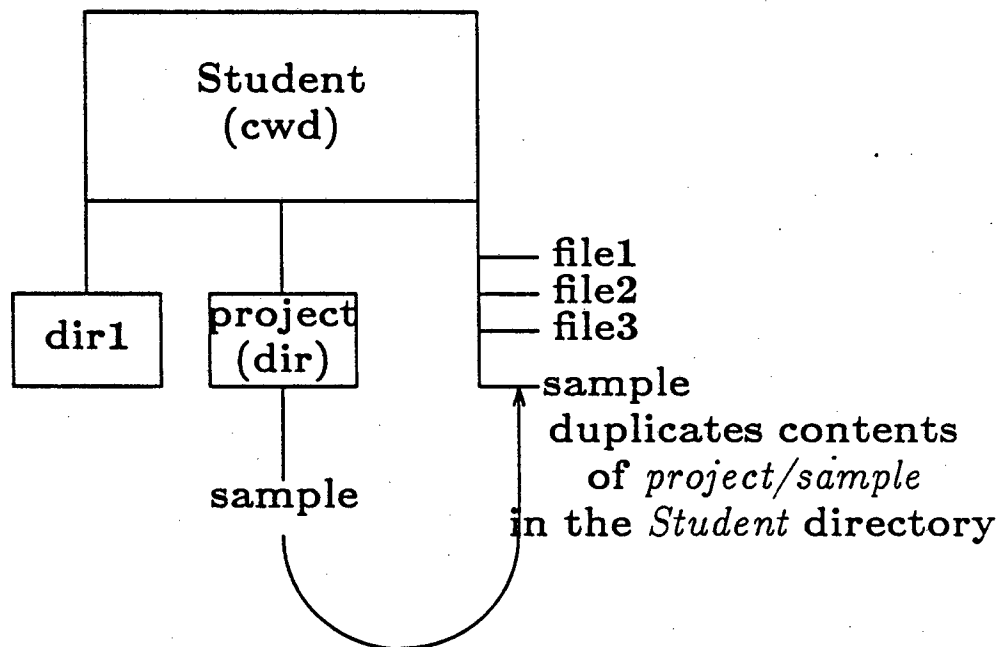 Student
(cwd)
file1
file2
file3
dir1
project
(dir)
sample
duplicates contents
of project/sample
in the Student directory
sample